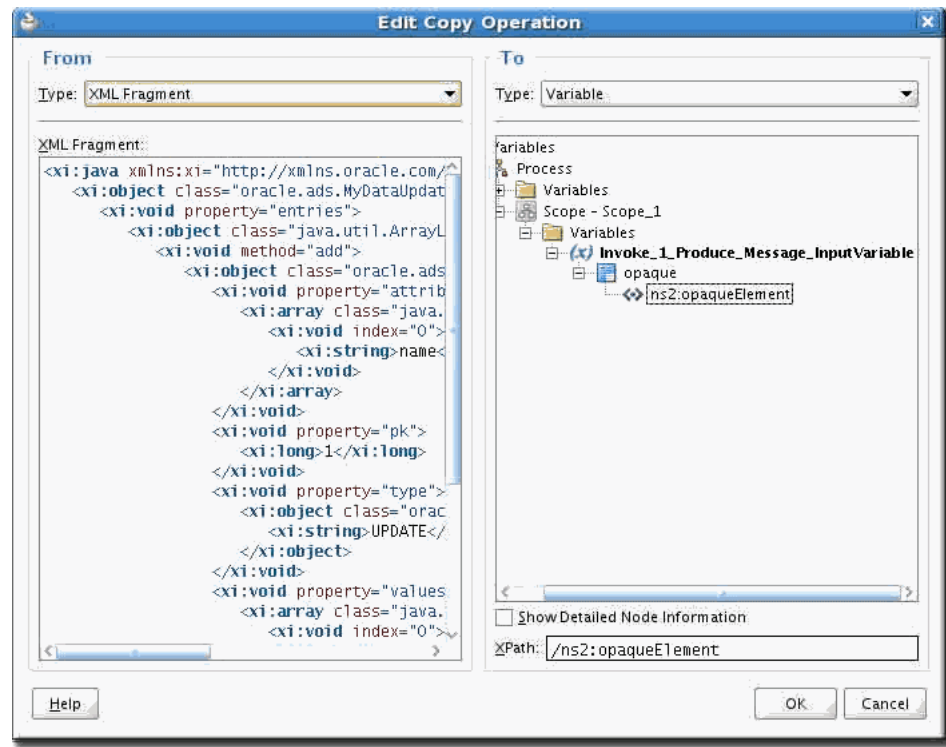 Edit Copy Operation
From
Type: XML Fragment
XML Fragment:
<xi:java xmlns:xi="http://xmlns.oracle.com/
<xi:object class="oracle.ads.MyDataUpdat
<xi:void property="entries">
<xi:object class="java.util.ArrayL
<xi:void method="add">
<xi:object class="oracle.ads
<xi:void property="attrib
<xi:array class="java.
<xi:void index="0">
<xi:string>name<
</xi:void>
</xi:array>
</xi:void>
<xi:void property="pk">
<xi:long>1</xi:long>
</xi:void>
<xi:void property="type">
<xi:object class="orac
<xi:string>UPDATE</
</xi:object>
</xi:void>
<xi:void property="values
<xi:array class="java.
<xi:void index="0">
To
Type: Variable
ariables
Process
Variables
Scope - Scope_1
Variables
(x) Invoke_1_Produce_Message_InputVariable
opaque
<> ns2:opaqueElement
Show Detailed Node Information
XPath: /ns2:opaqueElement
Help
OK
Cancel